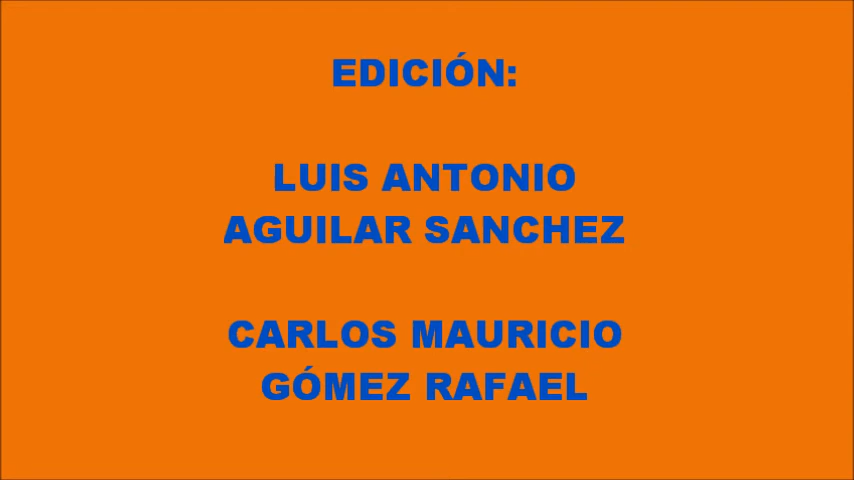 EDICIÓN:
LUIS ANTONIO
AGUILAR SANCHEZ
CARLOS MAURICIO
GÓMEZ RAFAEL